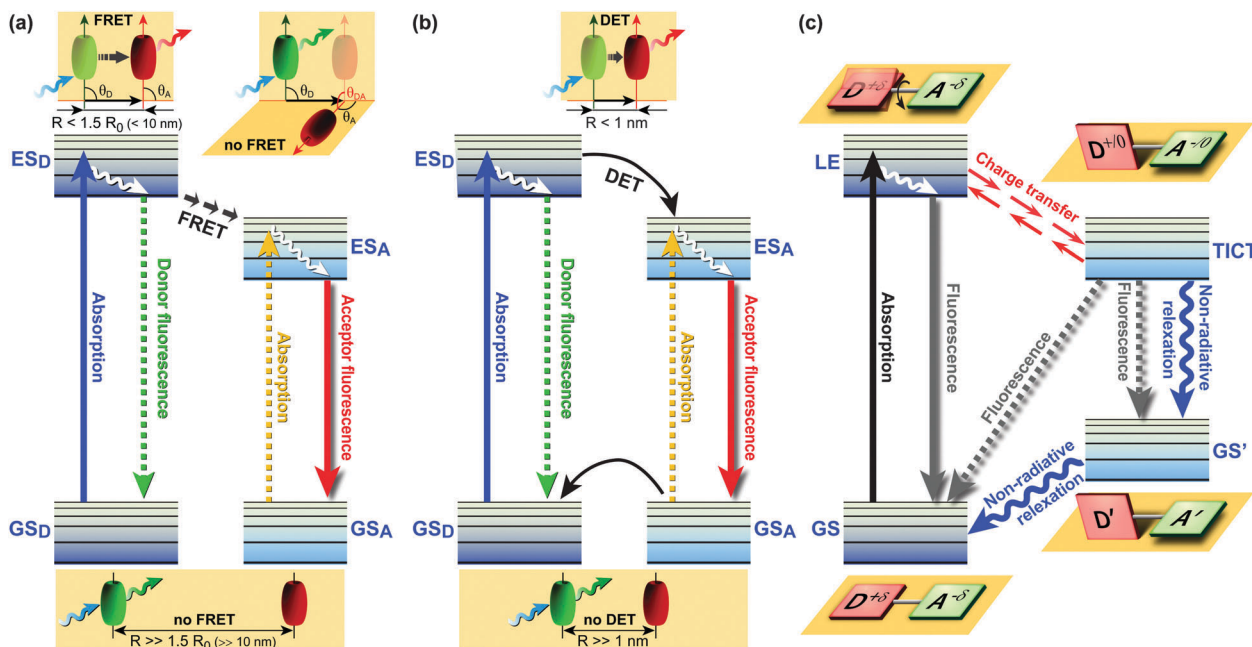 (a)
FRET
θD
θA
R < 1.5 R0 (< 10 nm)
θD
θDA
θA
no FRET
ESD
FRET
ESA
Absorption
Donor fluorescence
Absorption
Acceptor fluorescence
GSD
GSA
no FRET
R >> 1.5 R0 (>> 10 nm)
(b)
DET
R < 1 nm
ESD
DET
ESA
Absorption
Donor fluorescence
Absorption
Acceptor fluorescence
GSD
GSA
no DET
R >> 1 nm
(c)
D+δ
A-δ
D+/0
A-/0
LE
Charge transfer
TICT
Absorption
Fluorescence
Fluorescence
Fluorescence
Non-radiative
relaxation
GS'
Non-radiative
relaxation
GS
D'
A'
D+δ
A-δ